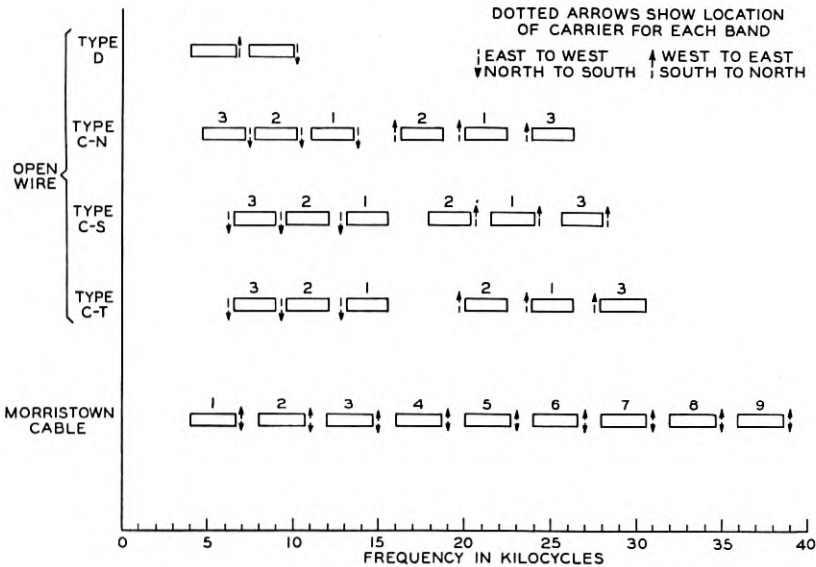 DOTTED ARROWS SHOW LOCATION
OF CARRIER FOR EACH BAND
EAST TO WEST
NORTH TO SOUTH
WEST TO EAST
SOUTH TO NORTH
TYPE
D
TYPE
C-N
3 2 1 2 1 3
OPEN
WIRE
TYPE
C-S
3 2 1 2 1 3
TYPE
C-T
3 2 1 2 1 3
MORRISTOWN
CABLE
1 2 3 4 5 6 7 8 9
0 5 10 15 20 25 30 35 40
FREQUENCY IN KILOCYCLES